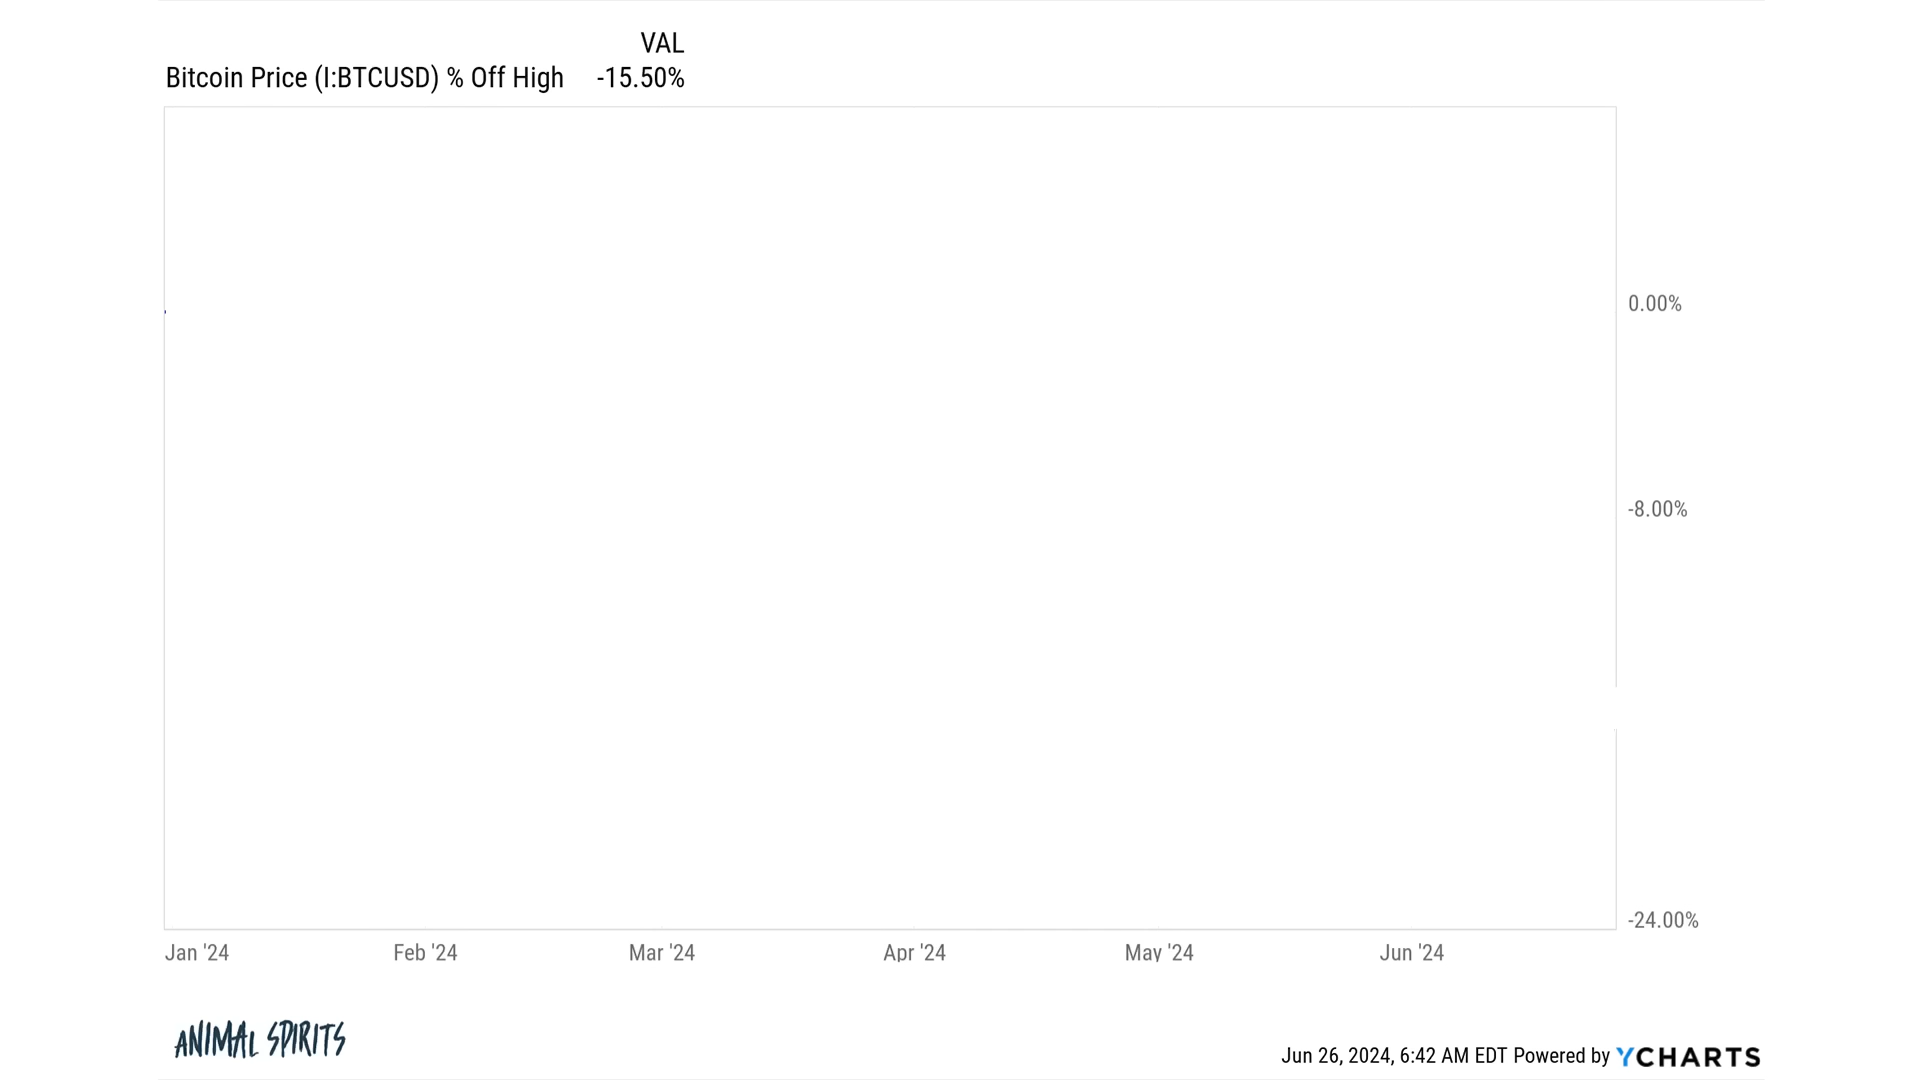 VAL
Bitcoin Price (I:BTCUSD) % Off High -15.50%
0.00%
-8.00%
-24.00%
Jan '24 Feb '24 Mar '24 Apr '24 May '24 Jun '24
ANIMAL SPIRITS
Jun 26, 2024, 6:42 AM EDT Powered by YCHARTS